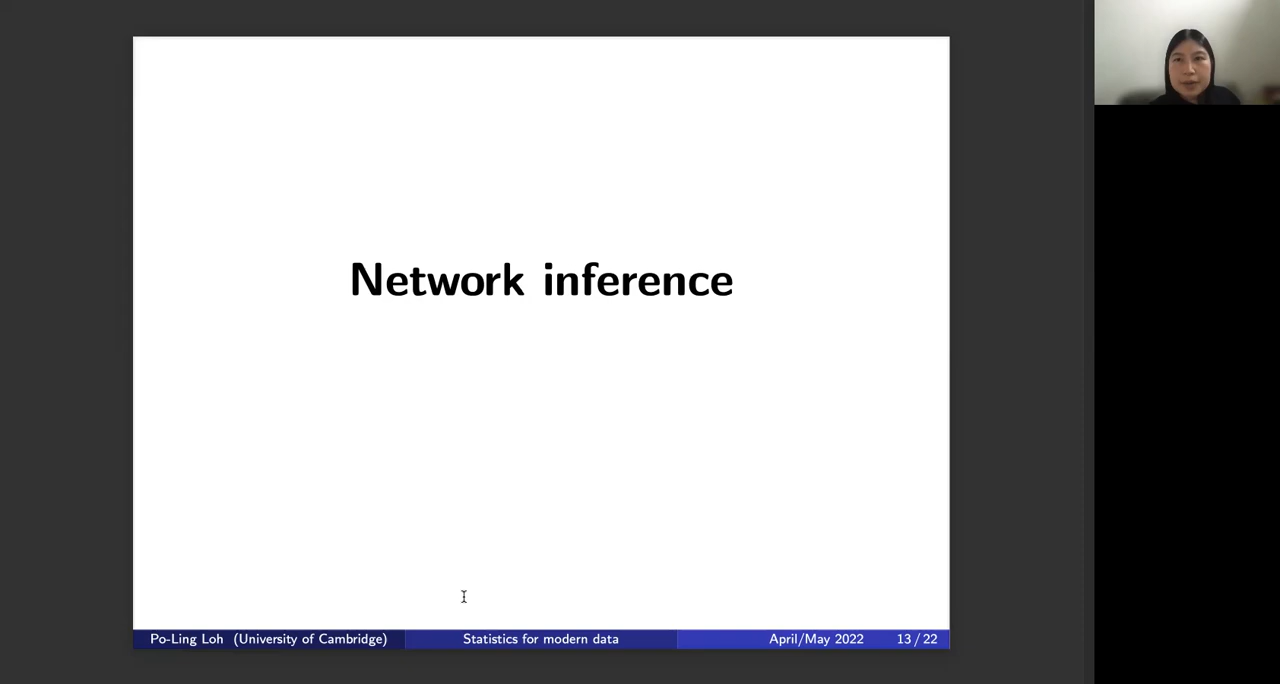 Network inference
Po-Ling Loh (University of Cambridge) Statistics for modern data April/May 2022 13 / 22